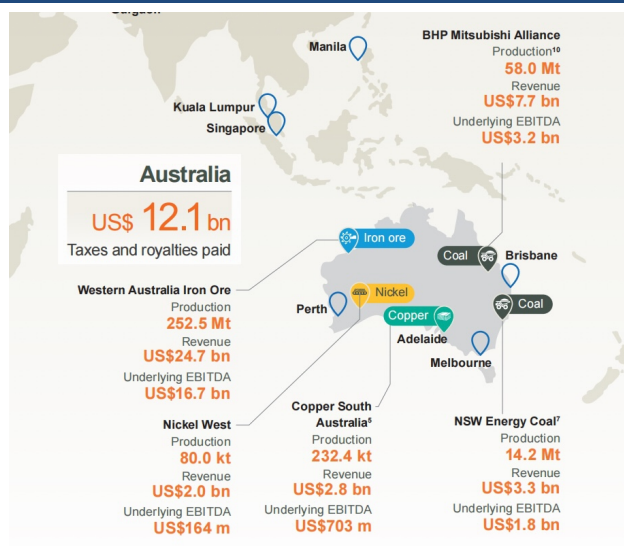 Manila
Kuala Lumpur
Singapore
BHP Mitsubishi Alliance
Production¹⁰
58.0 Mt
Revenue
US$7.7 bn
Underlying EBITDA
US$3.2 bn
Australia
US$ 12.1 bn
Taxes and royalties paid
Iron ore
Coal
Brisbane
Nickel
Coal
Perth
Copper
Adelaide
Melbourne
Western Australia Iron Ore
Production
252.5 Mt
Revenue
US$24.7 bn
Underlying EBITDA
US$16.7 bn
Nickel West
Production
80.0 kt
Revenue
US$2.0 bn
Underlying EBITDA
US$164 m
Copper South
Australia⁵
Production
232.4 kt
Revenue
US$2.8 bn
Underlying EBITDA
US$703 m
NSW Energy Coal⁷
Production
14.2 Mt
Revenue
US$3.3 bn
Underlying EBITDA
US$1.8 bn